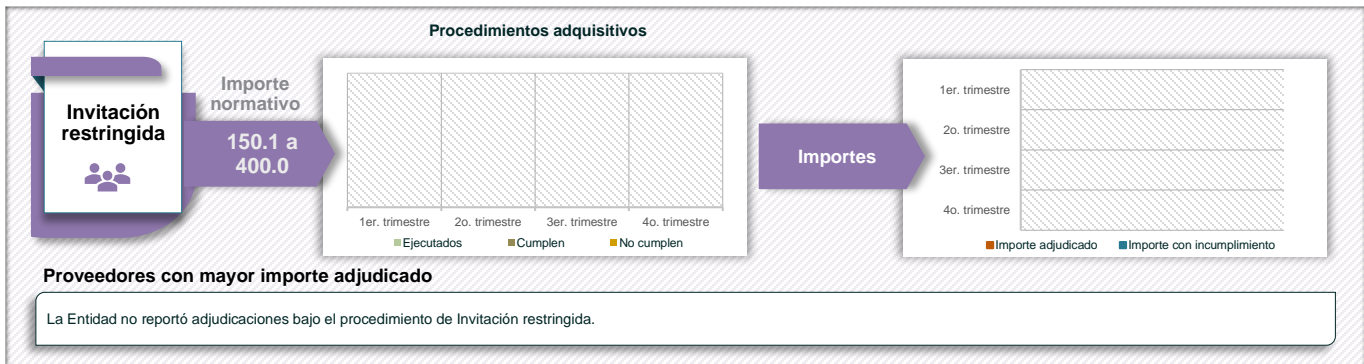 Procedimientos adquisitivos
Invitación
restringida
Importe
normativo
150.1 a
400.0
1er. trimestre
2o. trimestre
3er. trimestre
4o. trimestre
Ejecutados
Cumplen
No cumplen
Importes
1er. trimestre
2o. trimestre
3er. trimestre
4o. trimestre
Importe adjudicado
Importe con incumplimiento
Proveedores con mayor importe adjudicado
La Entidad no reportó adjudicaciones bajo el procedimiento de Invitación restringida.